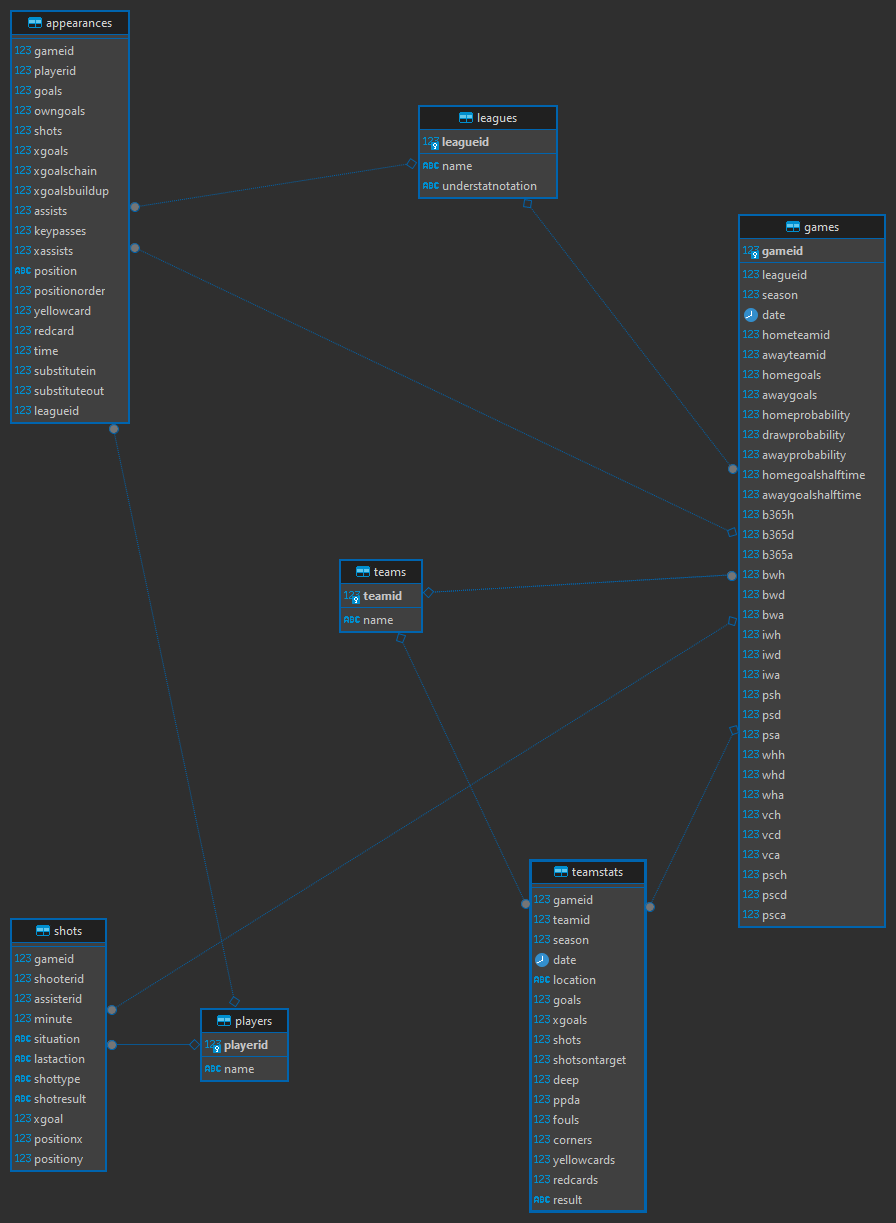 appearances
123 gameid
123 playerid
123 goals
123 owngoals
123 shots
123 xgoals
123 xgoalschain
123 xgoalsbuildup
123 assists
123 keypasses
123 xassists
ABC position
123 positionorder
123 yellowcard
123 redcard
123 time
123 substitutein
123 substituteout
123 leagueid
leagues
123 leagueid
ABC name
ABC understatnotation
games
123 gameid
123 leagueid
123 season
date
123 hometeamid
123 awayteamid
123 homegoals
123 awaygoals
123 homeprobability
123 drawprobability
123 awayprobability
123 homegoalshalftime
123 awaygoalshalftime
123 b365h
123 b365d
123 b365a
123 bwh
123 bwd
123 bwa
123 iwh
123 iwd
123 iwa
123 psh
123 psd
123 psa
123 whh
123 whd
123 wha
123 vch
123 vcd
123 vca
123 psch
123 pscd
123 psca
teams
123 teamid
ABC name
teamstats
123 gameid
123 teamid
123 season
date
ABC location
123 goals
123 xgoals
123 shots
123 shotsontarget
123 deep
123 ppda
123 fouls
123 corners
123 yellowcards
123 redcards
ABC result
shots
123 gameid
123 shooterid
123 assisterid
123 minute
ABC situation
ABC lastaction
ABC shottype
ABC shotresult
123 xgoal
123 positionx
123 positiony
players
123 playerid
ABC name